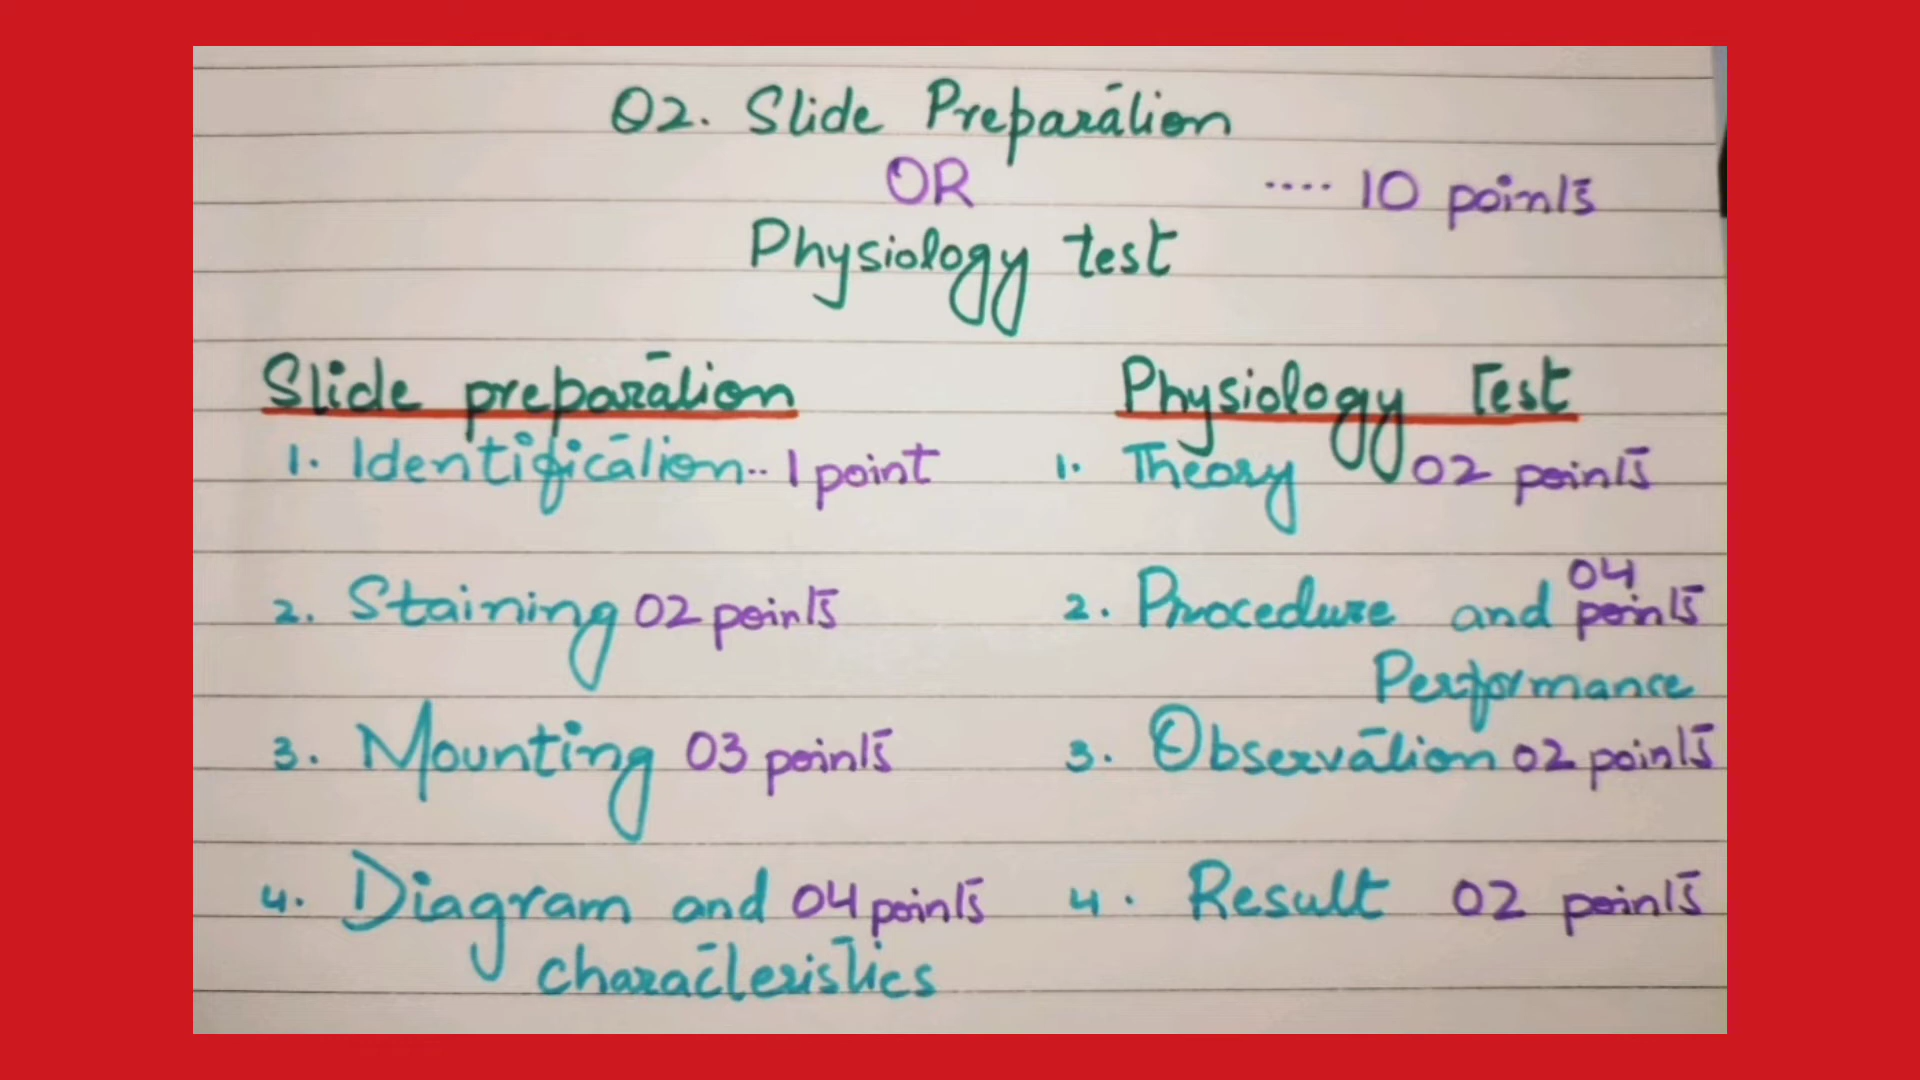 Q2. Slide Preparation
OR .... 10 points
Physiology test
Slide preparation
1. Identification.. 1 point
2. Staining 02 points
3. Mounting 03 points
4. Diagram and 04 points
characteristics
Physiology Test
1. Theory 02 points
2. Procedure and 04 points
Performance
3. Observation 02 points
4. Result 02 points